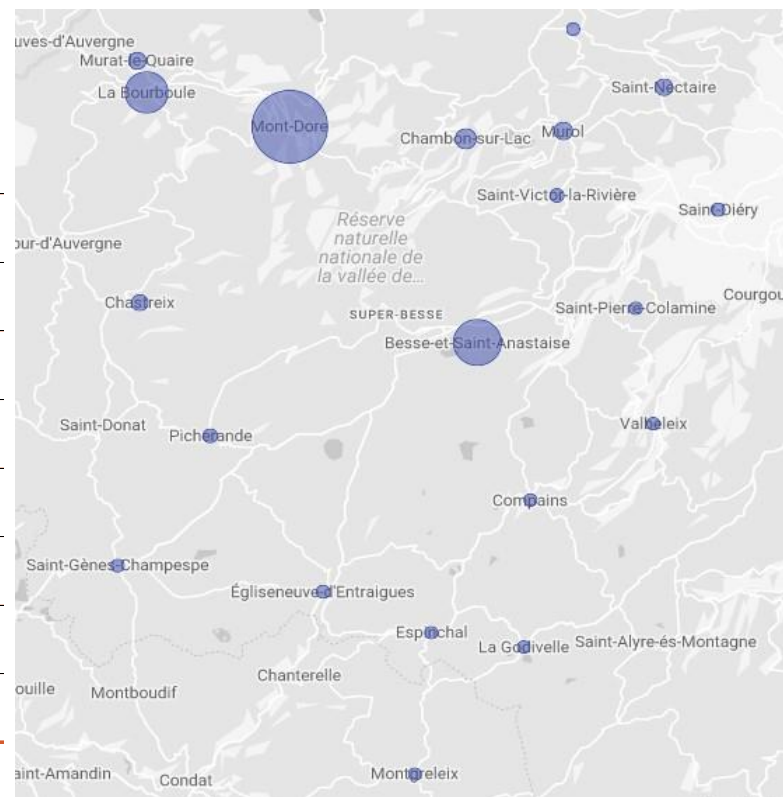 uves-d'Auvergne
Murat-le-Quaire
La Bourboule
Saint-Nectaire
Mont-Dore
Chambon-sur-Lac
Murol
Saint-Victor-la-Rivière
Saint-Diéry
Réserve
naturelle
nationale de
la vallée de...
our-d'Auvergne
Chastreix
Courgou
SUPER-BESSE
Saint-Pierre-Colamine
Besse-et-Saint-Anastaise
Saint-Donat
Picherande
Valbeleix
Compains
Saint-Gènes-Champespe
Égliseneuve-d'Entraigues
Espinchal
La Godivelle
Saint-Alyre-és-Montagne
Chanterelle
ouille
Montboudif
aint-Amandin
Condat
Montgreleix